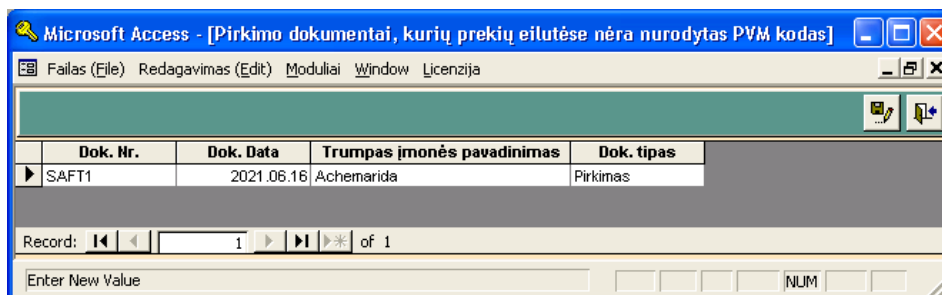 Microsoft Access - [Pirkimo dokumentai, kurių prekių eilutėse nėra nurodytas PVM kodas]
Failas (File) Redagavimas (Edit) Moduliai Window Licenzija
Dok. Nr. Dok. Data Trumpas įmonės pavadinimas Dok. tipas
SAFT1 2021.06.16 Achemarida Pirkimas
Record: 1 of 1
Enter New Value NUM